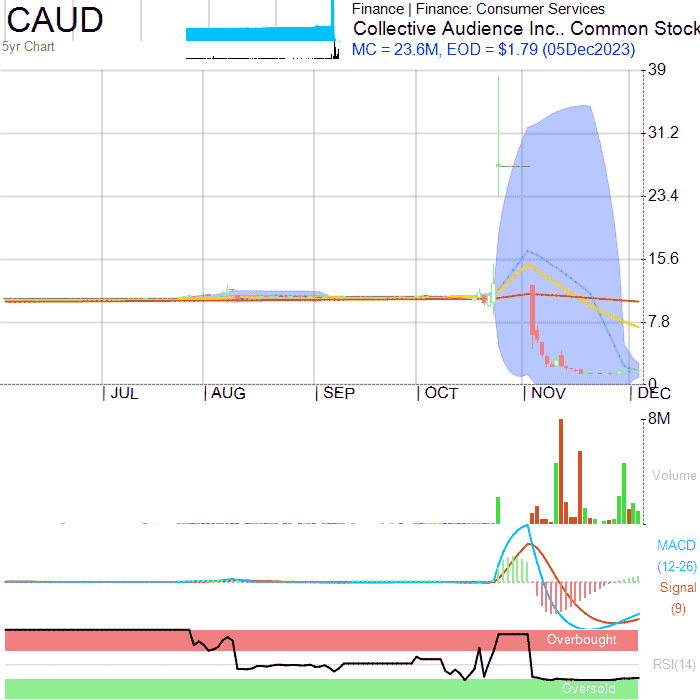 CAUD
5yr Chart
Finance | Finance: Consumer Services
Collective Audience Inc.. Common Stock
MC = 23.6M, EOD = $1.79 (05Dec2023)
39
31.2
23.4
15.6
7.8
0
JUL
AUG
SEP
OCT
NOV
DEC
8M
Volume
MACD
(12-26)
Signal
(9)
Overbought
RSI(14)
Oversold